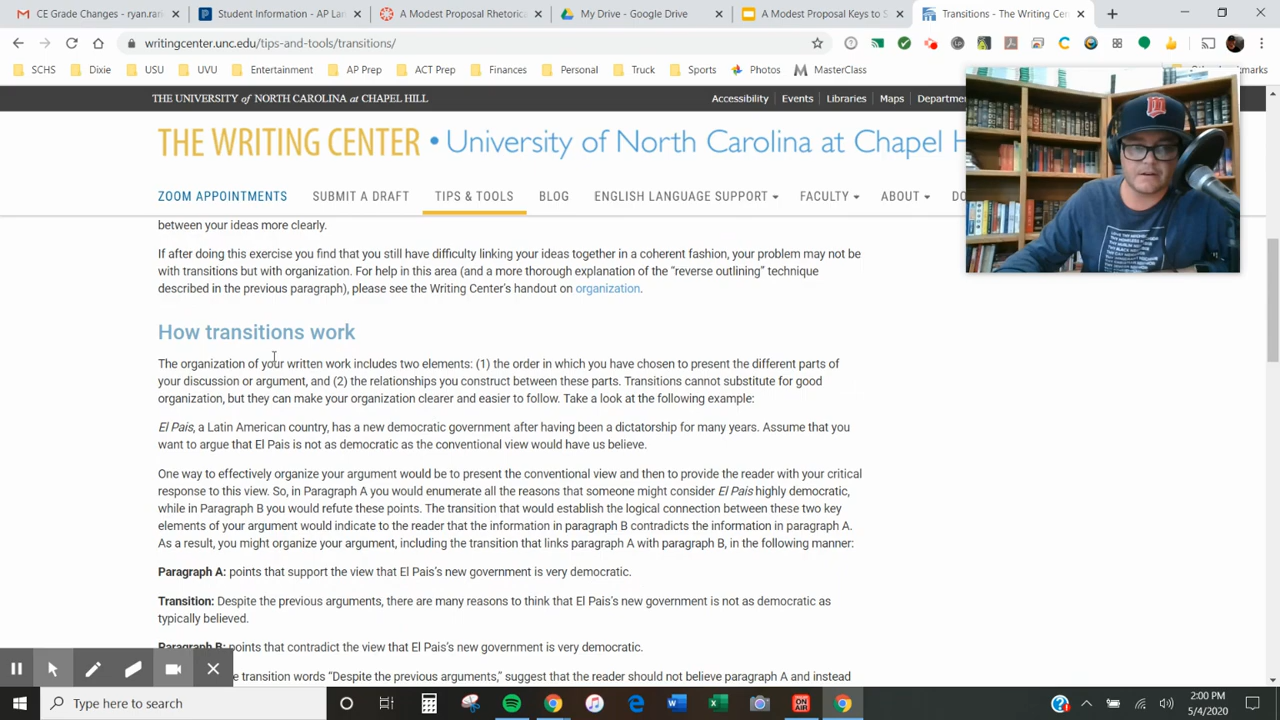 CE Grade Changes - ryan.rark
Student Information - AP Lan
A Modest Proposal Rhetorica
My Drive - Google Drive
A Modest Proposal Keys to S
Transitions - The Writing Cen
writingcenter.unc.edu/tips-and-tools/transitions/
SCHS
Dixie
USU
UVU
Entertainment
AP Prep
ACT Prep
Finances
Personal
Truck
Sports
Photos
MasterClass
THE UNIVERSITY of NORTH CAROLINA at CHAPEL HILL
Accessibility
Events
Libraries
Maps
Departmen
THE WRITING CENTER • University of North Carolina at Chapel H
ZOOM APPOINTMENTS
SUBMIT A DRAFT
TIPS & TOOLS
BLOG
ENGLISH LANGUAGE SUPPORT
FACULTY
ABOUT
DO
between your ideas more clearly.
If after doing this exercise you find that you still have difficulty linking your ideas together in a coherent fashion, your problem may not be
with transitions but with organization. For help in this area (and a more thorough explanation of the “reverse outlining” technique
described in the previous paragraph), please see the Writing Center’s handout on organization.
How transitions work
The organization of your written work includes two elements: (1) the order in which you have chosen to present the different parts of
your discussion or argument, and (2) the relationships you construct between these parts. Transitions cannot substitute for good
organization, but they can make your organization clearer and easier to follow. Take a look at the following example:
El Pais, a Latin American country, has a new democratic government after having been a dictatorship for many years. Assume that you
want to argue that El Pais is not as democratic as the conventional view would have us believe.
One way to effectively organize your argument would be to present the conventional view and then to provide the reader with your critical
response to this view. So, in Paragraph A you would enumerate all the reasons that someone might consider El Pais highly democratic,
while in Paragraph B you would refute these points. The transition that would establish the logical connection between these two key
elements of your argument would indicate to the reader that the information in paragraph B contradicts the information in paragraph A.
As a result, you might organize your argument, including the transition that links paragraph A with paragraph B, in the following manner:
Paragraph A: points that support the view that El Pais’s new government is very democratic.
Transition: Despite the previous arguments, there are many reasons to think that El Pais’s new government is not as democratic as
typically believed.
Paragraph B: points that contradict the view that El Pais’s new government is very democratic.
transition words “Despite the previous arguments,” suggest that the reader should not believe paragraph A and instead
Type here to search
2:00 PM
5/4/2020